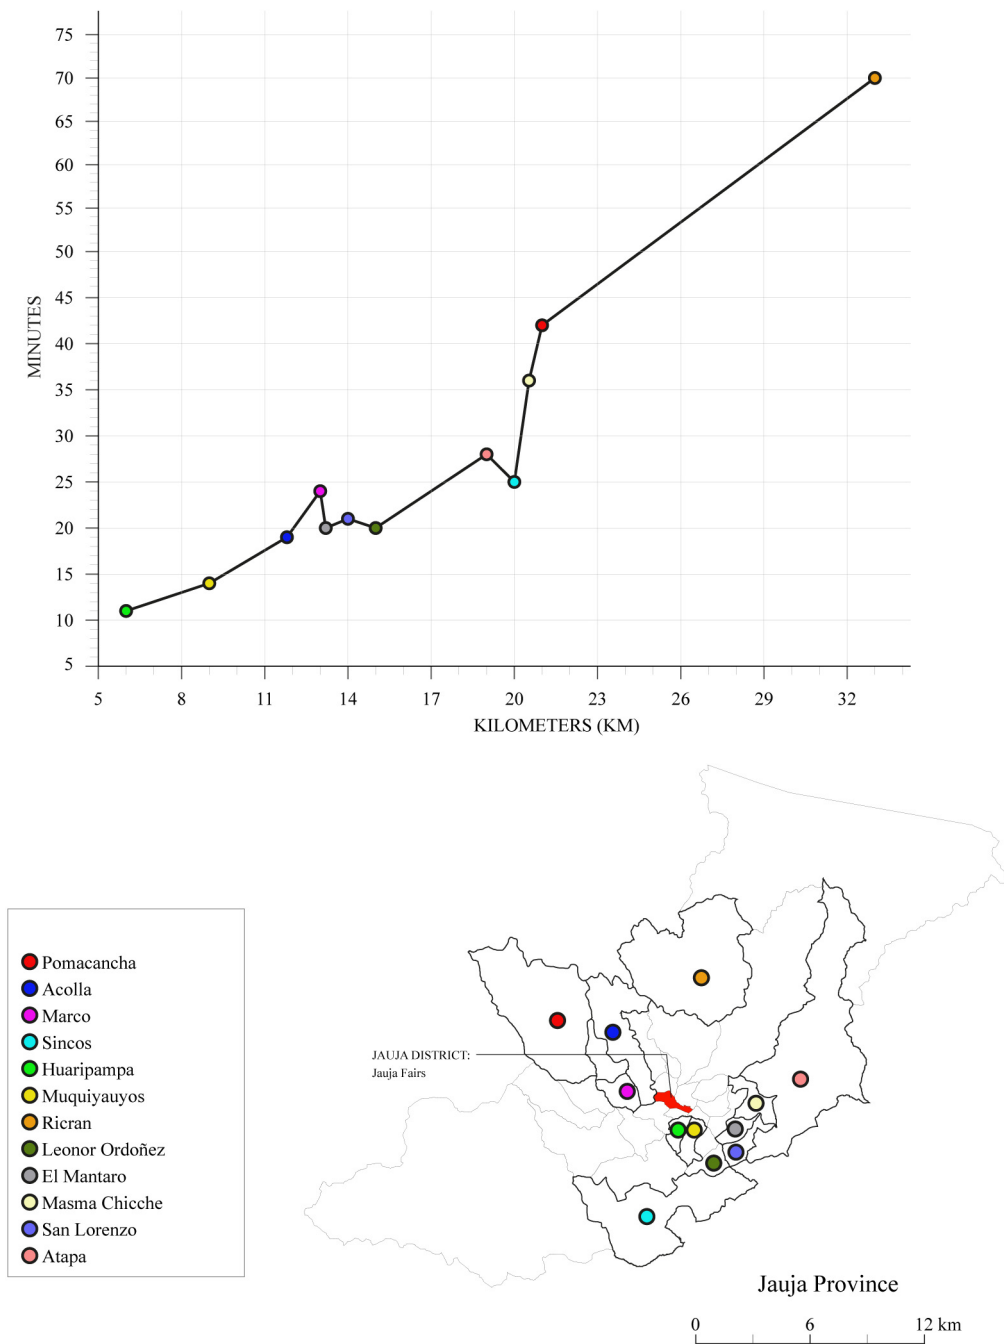 75
70
65
60
55
50
45
40
35
30
25
20
15
10
5
MINUTES
5 8 11 14 17 20 23 26 29 32
KILOMETERS (KM)
Pomacancha
Acolla
Marco
Sincos
Huaripampa
Muquiyauyos
Ricran
Leonor Ordoñez
El Mantaro
Masma Chicche
San Lorenzo
Atapa
JAUJA DISTRICT:
Jauja Fairs
Jauja Province
0 6 12 km